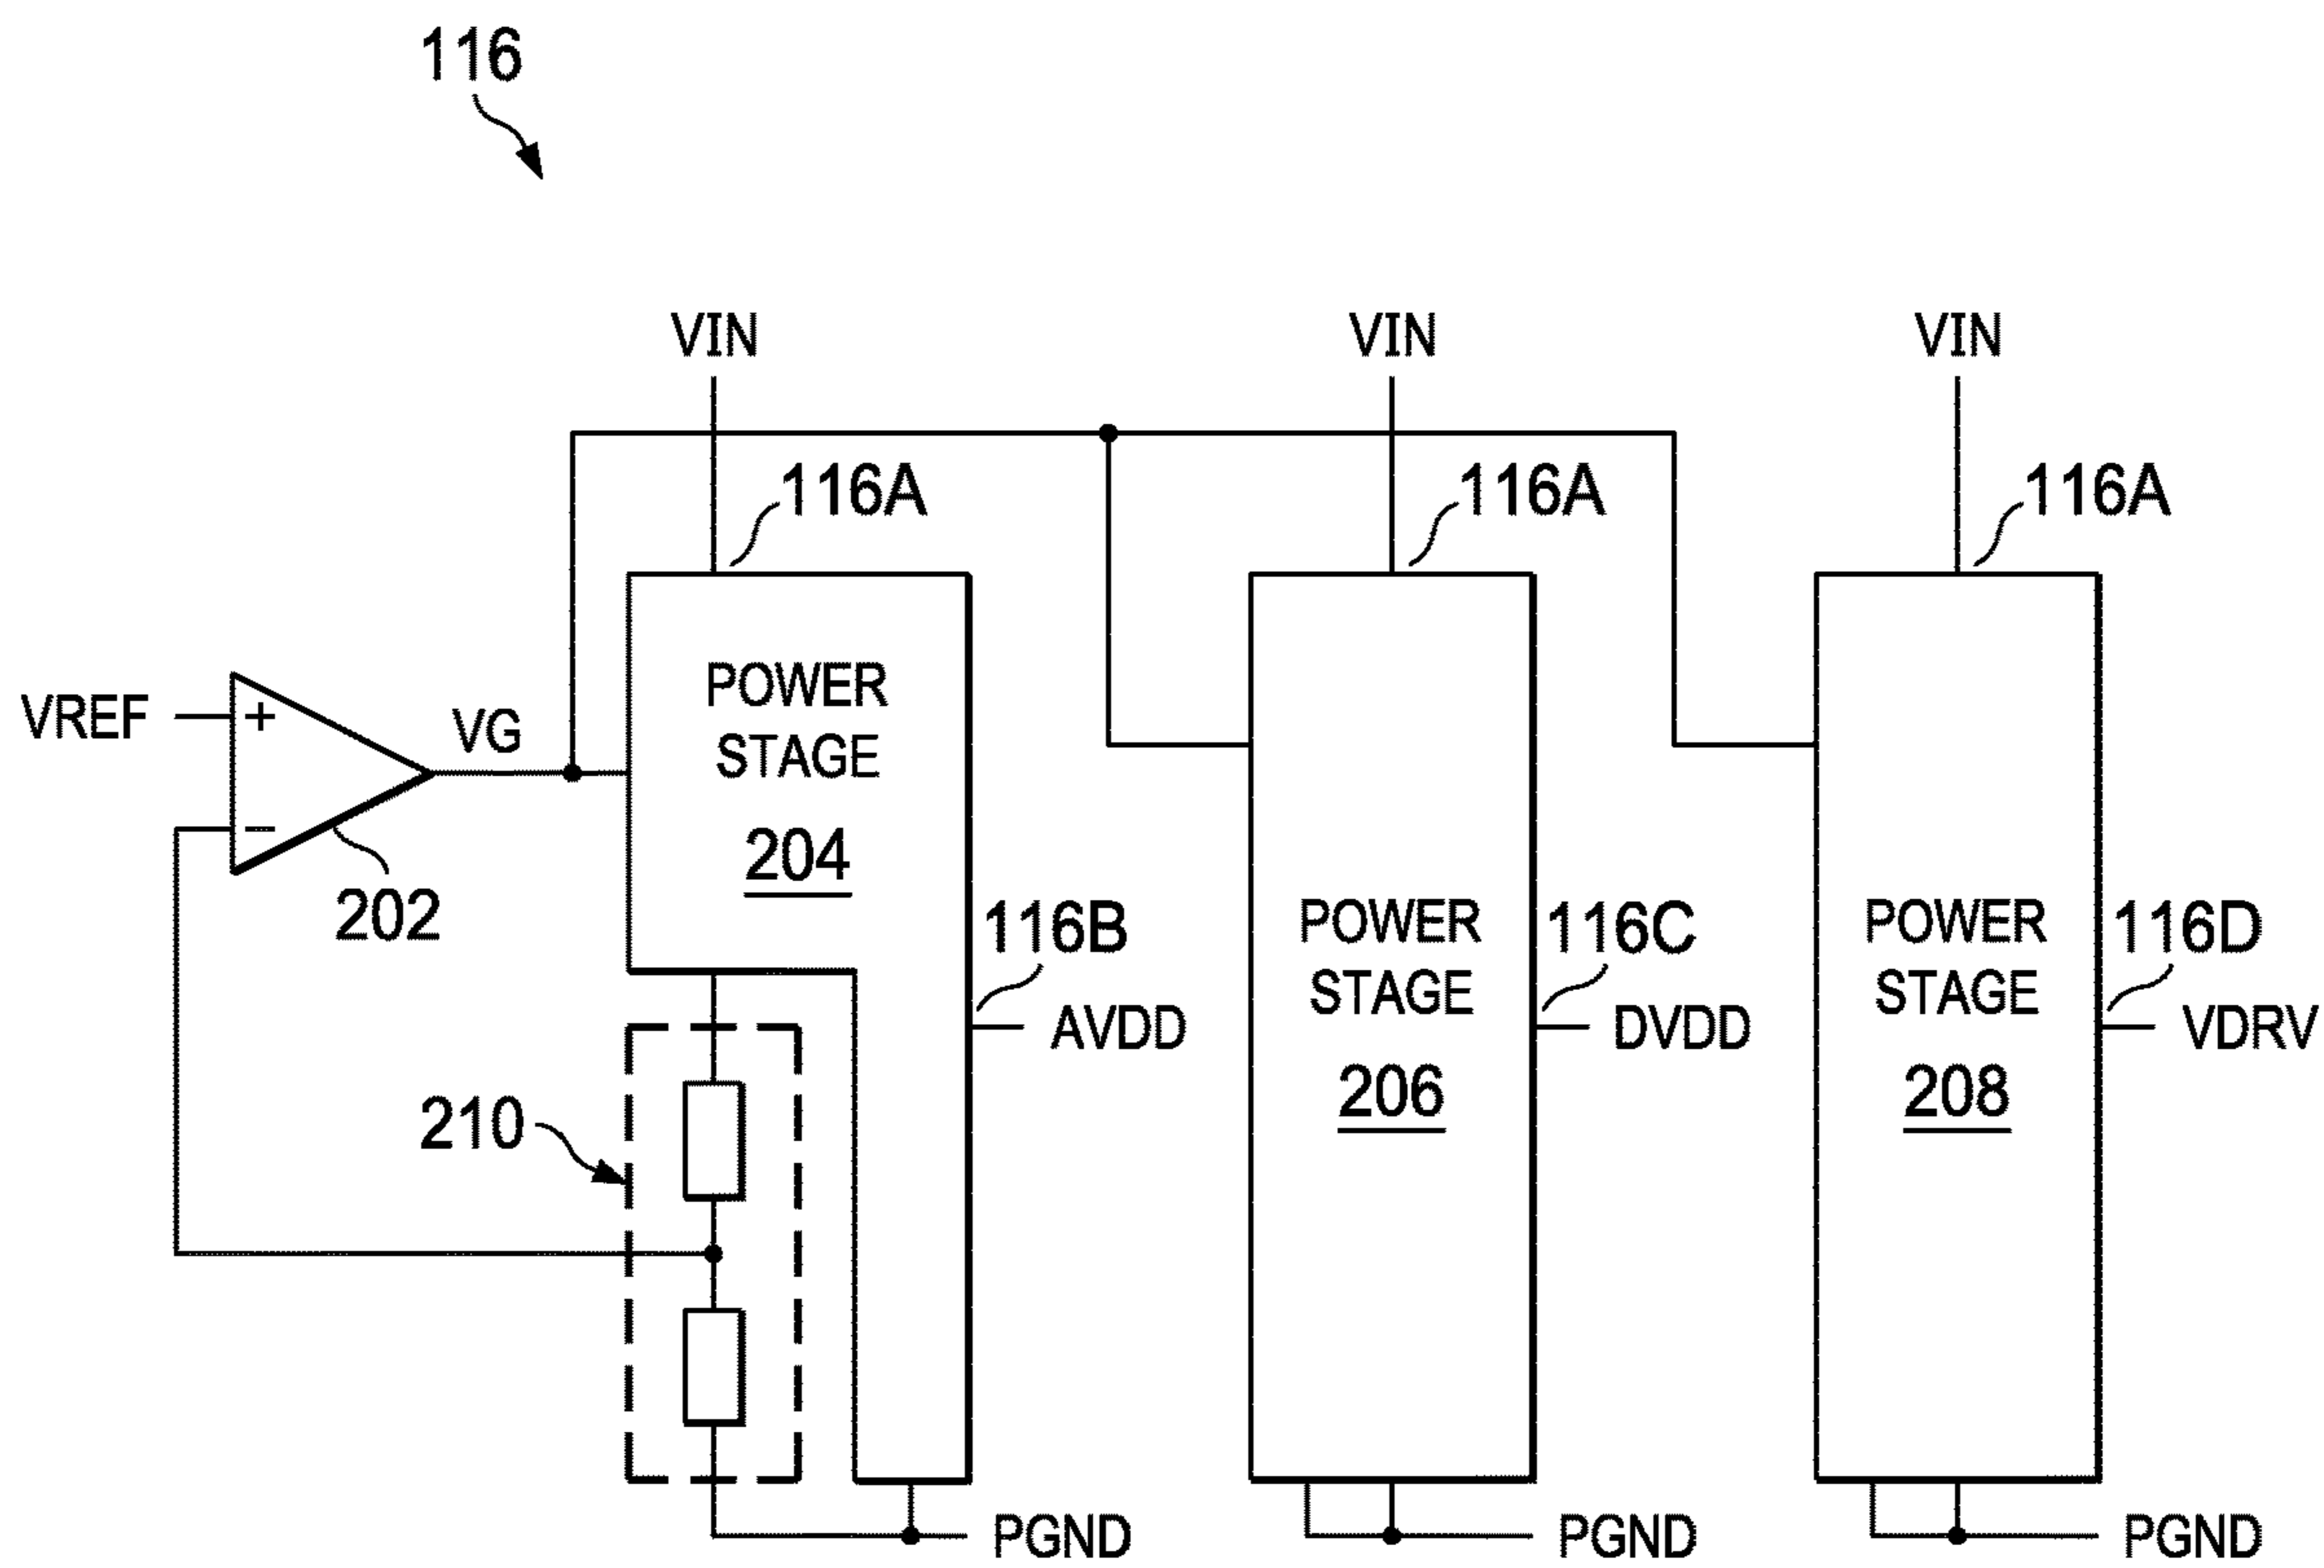 116
VIN VIN VIN
116A 116A 116A
VREF + VG
−
202
POWER
STAGE
204
116B
AVDD
POWER
STAGE
206
116C
DVDD
POWER
STAGE
208
116D
VDRV
210
PGND PGND PGND